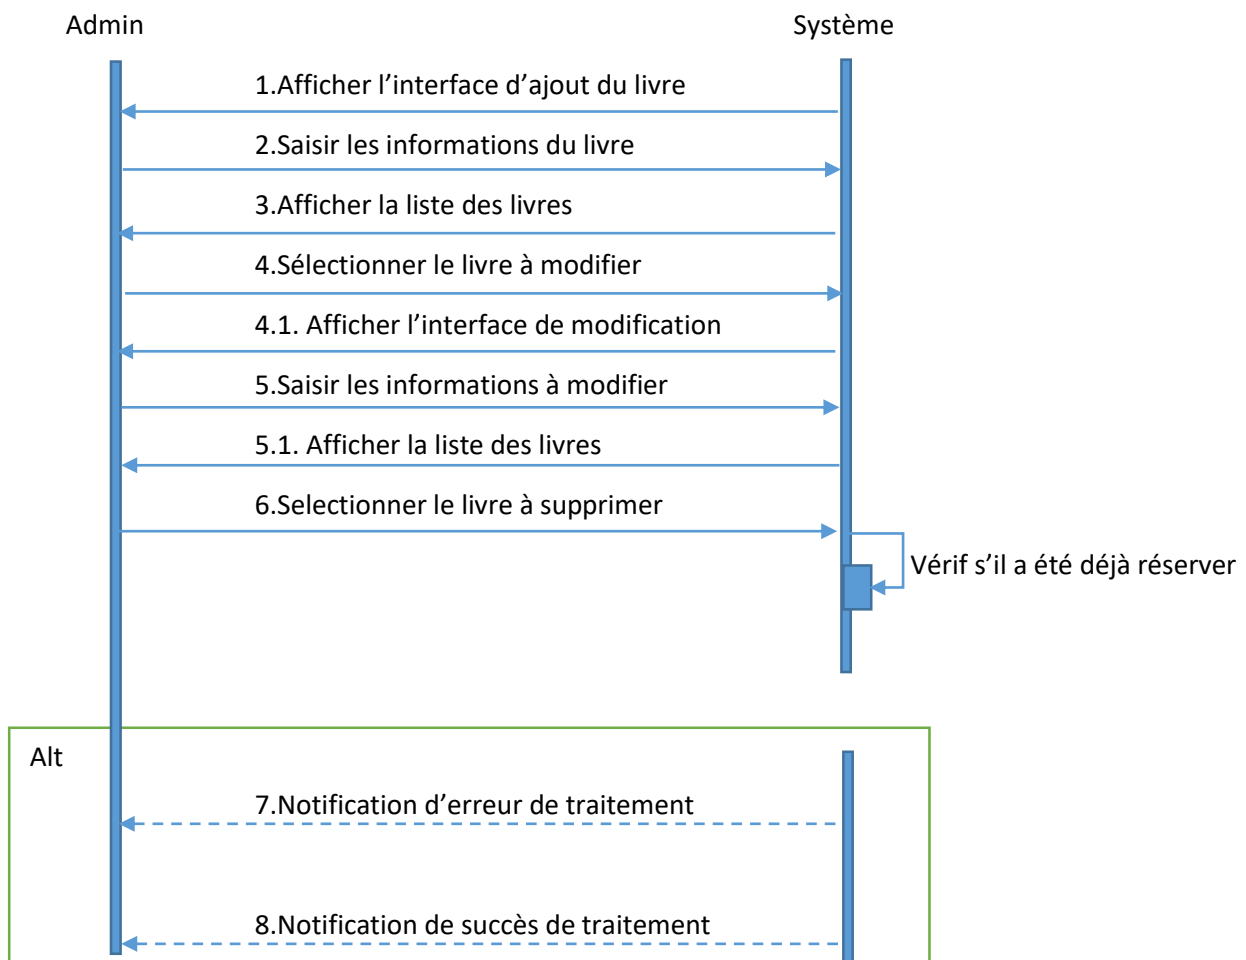 Admin
Système
1.Afficher l’interface d’ajout du livre
2.Saisir les informations du livre
3.Afficher la liste des livres
4.Sélectionner le livre à modifier
4.1. Afficher l’interface de modification
5.Saisir les informations à modifier
5.1. Afficher la liste des livres
6.Selectionner le livre à supprimer
Vérif s’il a été déjà réserver
Alt
7.Notification d’erreur de traitement
8.Notification de succès de traitement